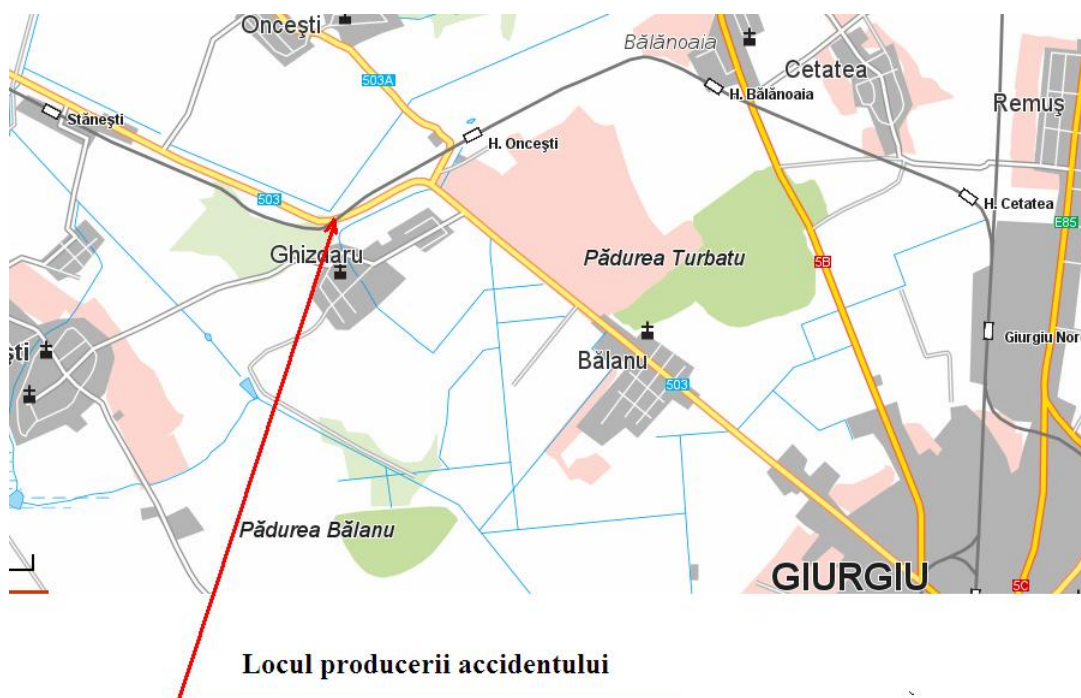 Oncești
Bălănoaia
Cetatea
503A
H. Bălănoaia
Remuș
Stănești
H. Oncești
503
H. Cetatea
E85
Ghizdaru
Pădurea Turbatu
5B
ști
Giurgiu Nord
Bălanu
503
Pădurea Bălanu
GIURGIU
5C
Locul producerii accidentului